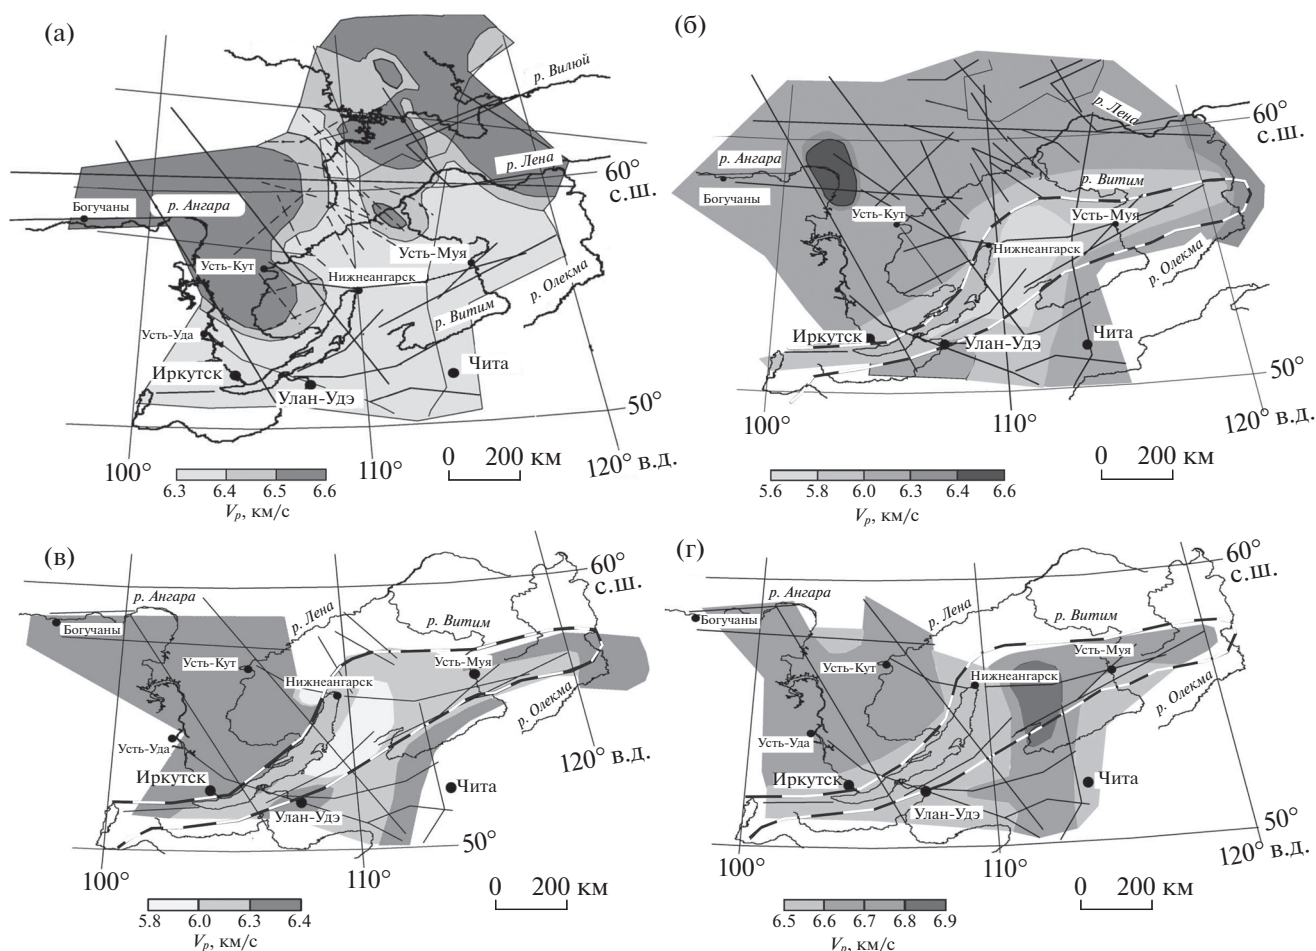 (а)
р. Вилюй
р. Лена
60°
с.ш.
Богучаны
р. Ангара
Усть-Кут
Усть-Муя
Нижнеангарск
р. Олекма
р. Витим
Усть-Уда
Иркутск
Чита
Улан-Удэ
50°
100°
110°
120° в.д.
6.3 6.4 6.5 6.6
Vp, км/с
0 200 км
(б)
р. Лена
60°
с.ш.
р. Ангара
Богучаны
р. Витим
Усть-Кут
Усть-Муя
Нижнеангарск
р. Олекма
Иркутск
Улан-Удэ
Чита
50°
100°
110°
120° в.д.
5.6 5.8 6.0 6.3 6.4 6.6
Vp, км/с
0 200 км
(в)
60°
с.ш.
р. Ангара
р. Лена
Богучаны
р. Витим
Усть-Кут
Усть-Муя
Нижнеангарск
р. Олекма
Усть-Уда
120° в.д.
Иркутск
Чита
Улан-Удэ
50°
100°
110°
0 200 км
5.8 6.0 6.3 6.4
Vp, км/с
(г)
60°
с.ш.
р. Ангара
р. Лена
Богучаны
р. Витим
Усть-Кут
Усть-Муя
Нижнеангарск
р. Олекма
Усть-Уда
Иркутск
Чита
Улан-Удэ
50°
120° в.д.
100°
110°
0 200 км
6.5 6.6 6.7 6.8 6.9
Vp, км/с